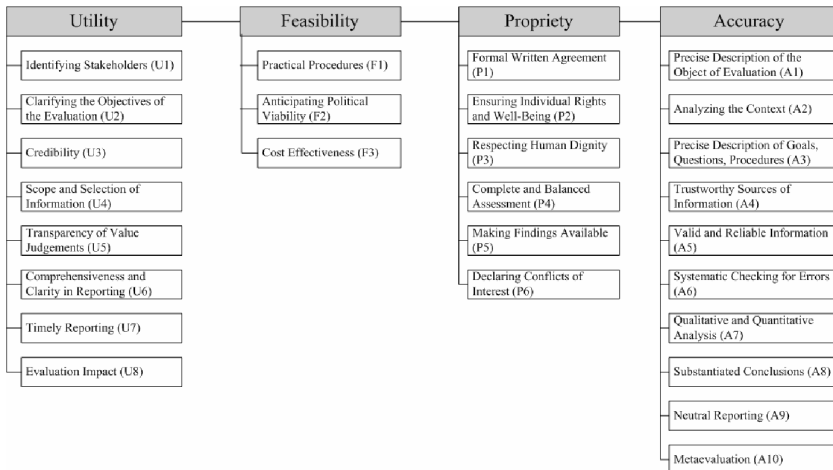 Utility
Identifying Stakeholders (U1)
Clarifying the Objectives of
the Evaluation (U2)
Credibility (U3)
Scope and Selection of
Information (U4)
Transparency of Value
Judgements (U5)
Comprehensiveness and
Clarity in Reporting (U6)
Timely Reporting (U7)
Evaluation Impact (U8)
Feasibility
Practical Procedures (F1)
Anticipating Political
Viability (F2)
Cost Effectiveness (F3)
Propriety
Formal Written Agreement
(P1)
Ensuring Individual Rights
and Well-Being (P2)
Respecting Human Dignity
(P3)
Complete and Balanced
Assessment (P4)
Making Findings Available
(P5)
Declaring Conflicts of
Interest (P6)
Accuracy
Precise Description of the
Object of Evaluation (A1)
Analyzing the Context (A2)
Precise Description of Goals,
Questions, Procedures (A3)
Trustworthy Sources of
Information (A4)
Valid and Reliable Information
(A5)
Systematic Checking for Errors
(A6)
Qualitative and Quantitative
Analysis (A7)
Substantiated Conclusions (A8)
Neutral Reporting (A9)
Metaevaluation (A10)